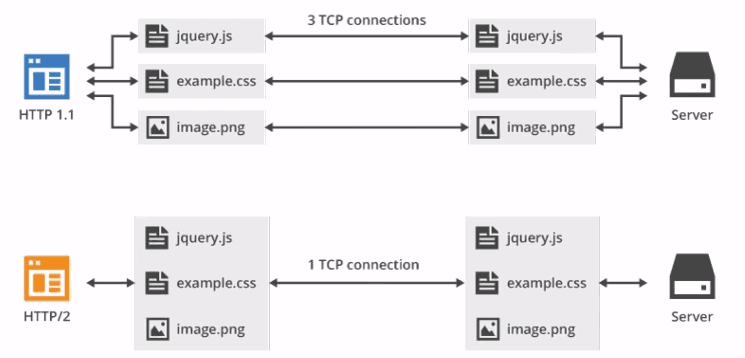 3 TCP connections
jquery.js
jquery.js
example.css
example.css
HTTP 1.1
Server
image.png
image.png
jquery.js
jquery.js
1 TCP connection
example.css
example.css
HTTP/2
Server
image.png
image.png